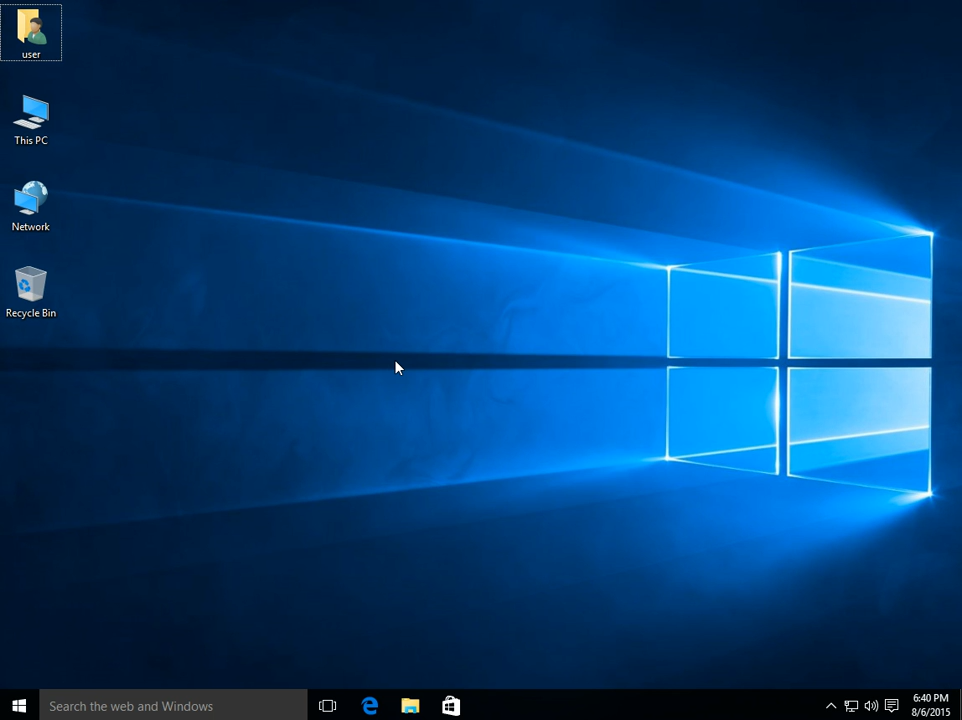 user
This PC
Network
Recycle Bin
Search the web and Windows
6:40 PM
8/6/2015